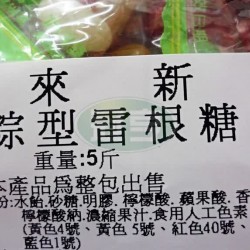 來 新
粽型雷根糖
重量:5斤
本產品為整包出售
份:水飴.砂糖.明膠.檸檬酸、蘋果酸、香
檸檬酸納.濃縮果汁.食用人工色素
(黃色4號、黃色 5號、紅色40號、
藍色1號)